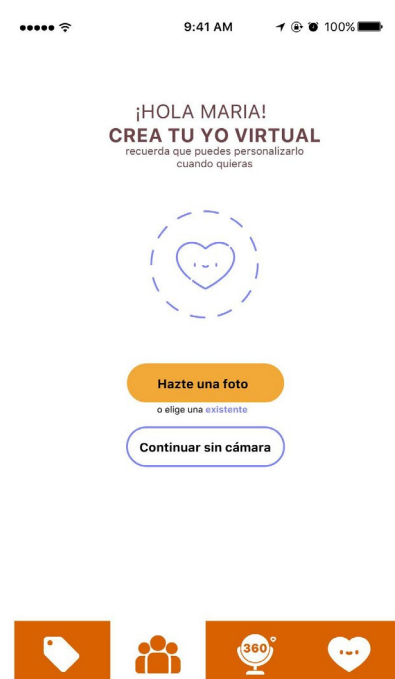 9:41 AM
100%
¡HOLA MARIA!
CREA TU YO VIRTUAL
recuerda que puedes personalizarlo
cuando quieras
Hazte una foto
o elige una existente
Continuar sin cámara
360